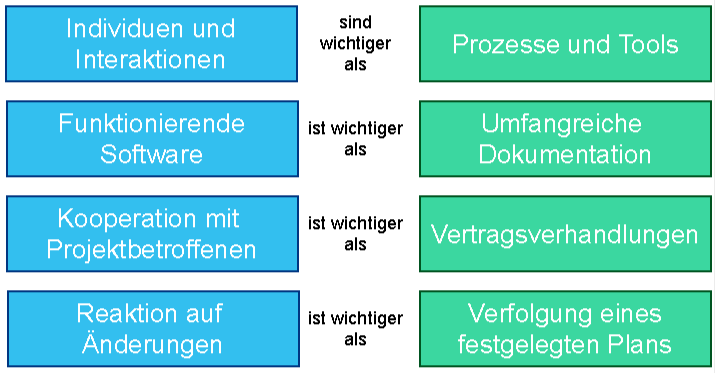 Individuen und
Interaktionen
sind
wichtiger
als
Prozesse und Tools
Funktionierende
Software
ist wichtiger
als
Umfangreiche
Dokumentation
Kooperation mit
Projektbetroffenen
ist wichtiger
als
Vertragsverhandlungen
Reaktion auf
Änderungen
ist wichtiger
als
Verfolgung eines
festgelegten Plans